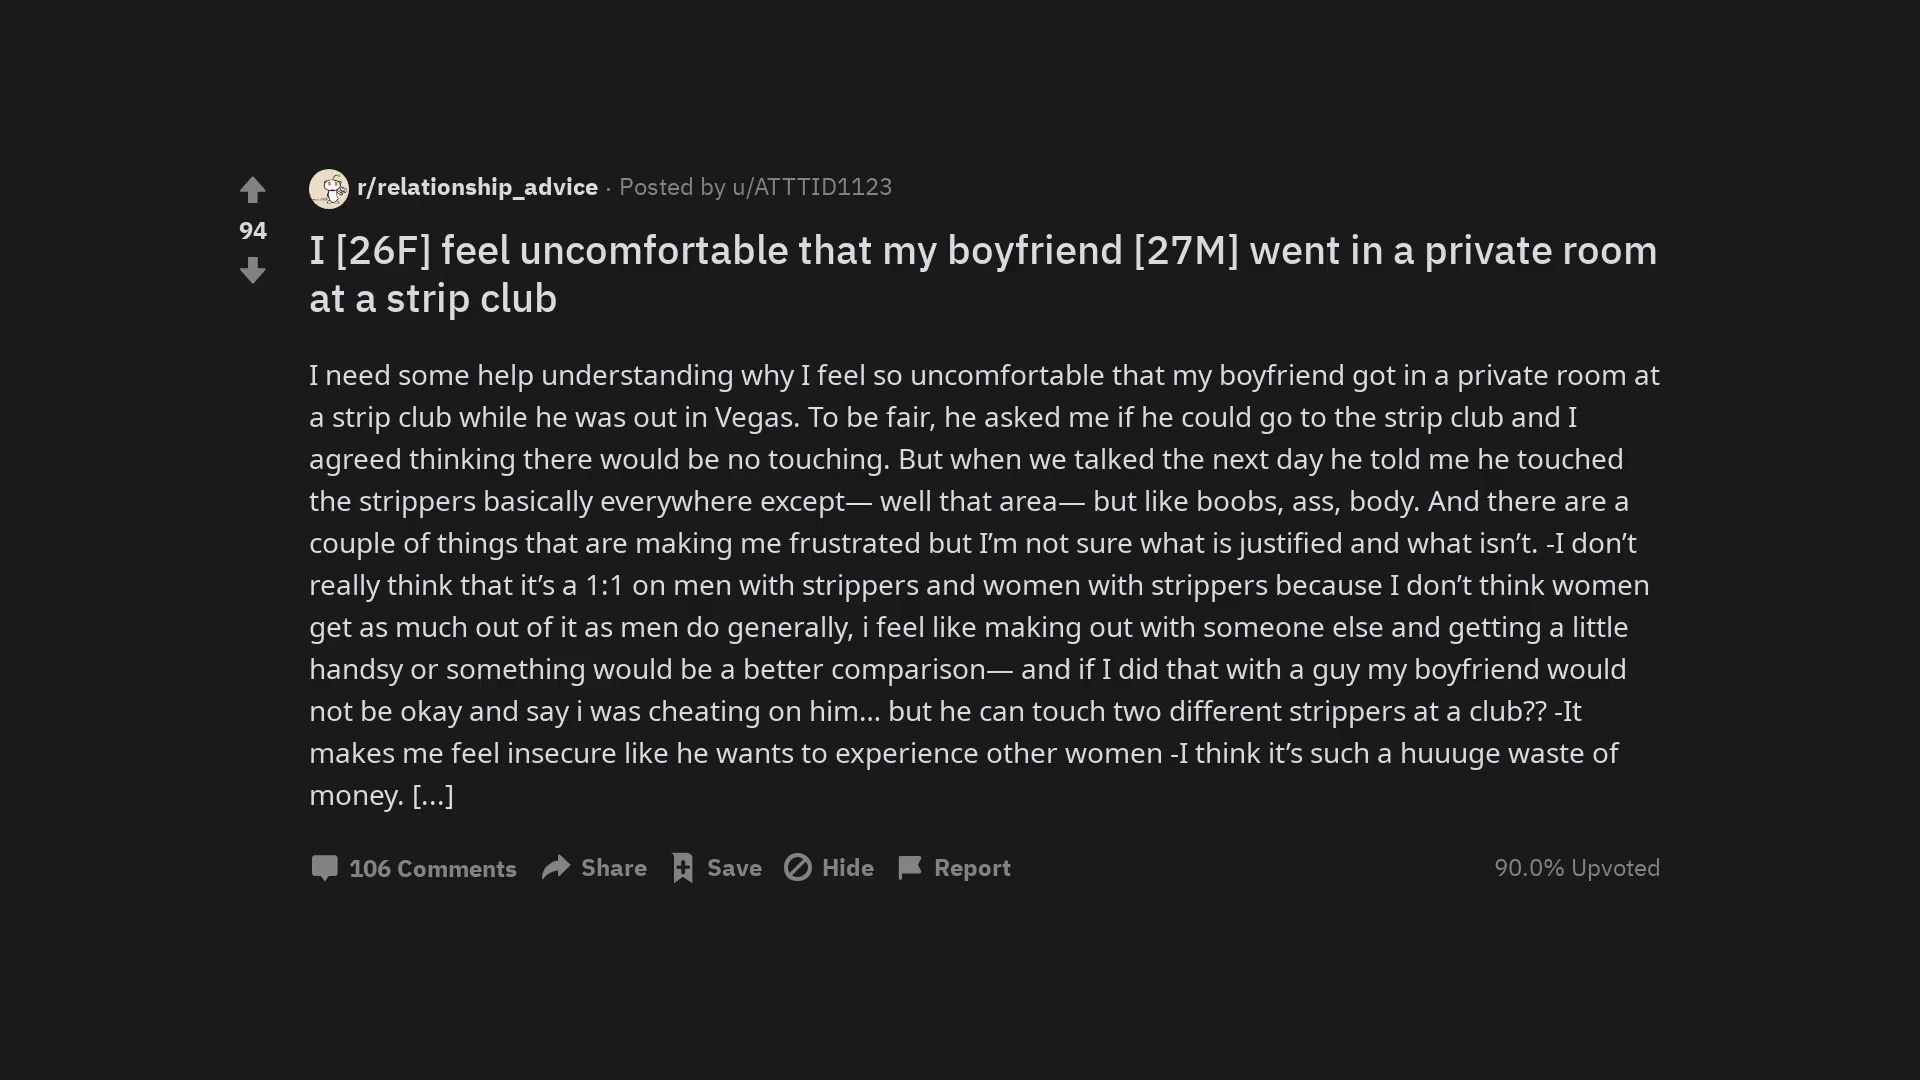 r/relationship_advice · Posted by u/ATTTID1123
94
I [26F] feel uncomfortable that my boyfriend [27M] went in a private room
at a strip club
I need some help understanding why I feel so uncomfortable that my boyfriend got in a private room at
a strip club while he was out in Vegas. To be fair, he asked me if he could go to the strip club and I
agreed thinking there would be no touching. But when we talked the next day he told me he touched
the strippers basically everywhere except— well that area— but like boobs, ass, body. And there are a
couple of things that are making me frustrated but I’m not sure what is justified and what isn’t. -I don’t
really think that it’s a 1:1 on men with strippers and women with strippers because I don’t think women
get as much out of it as men do generally, i feel like making out with someone else and getting a little
handsy or something would be a better comparison— and if I did that with a guy my boyfriend would
not be okay and say i was cheating on him... but he can touch two different strippers at a club?? -It
makes me feel insecure like he wants to experience other women -I think it’s such a huuuge waste of
money. [...]
106 Comments Share Save Hide Report 90.0% Upvoted